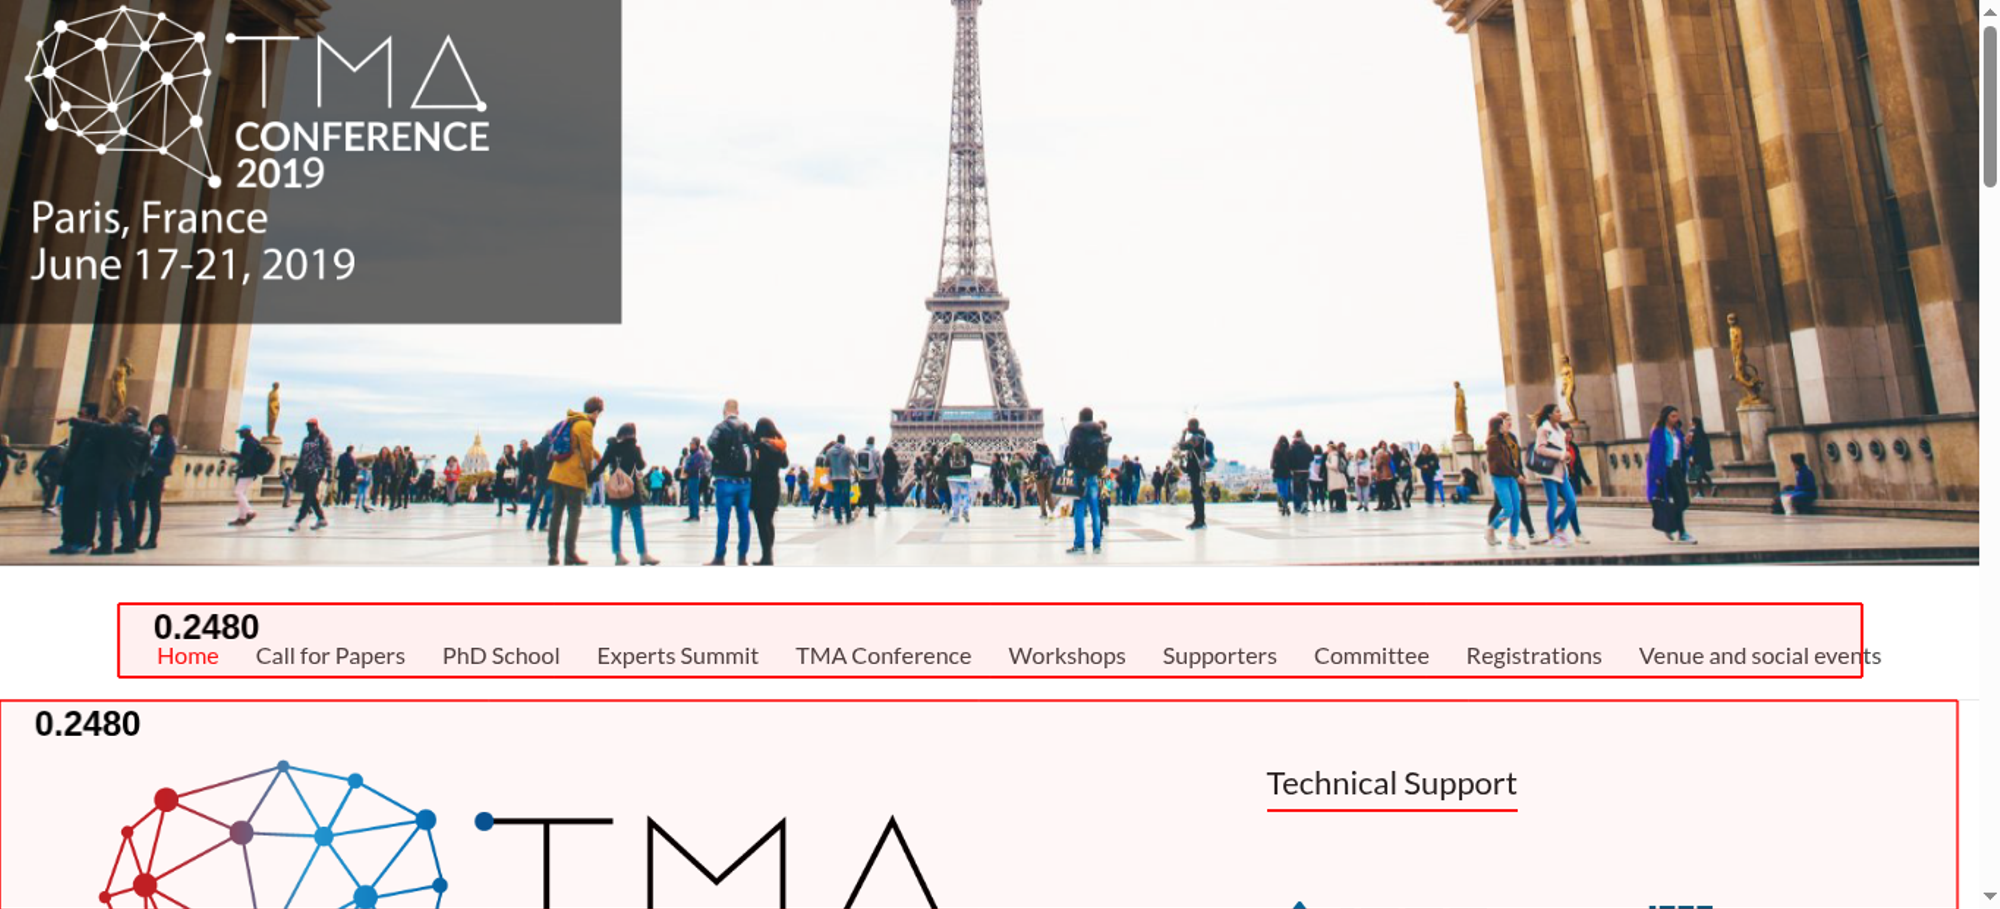 TMA
CONFERENCE
2019
Paris, France
June 17-21, 2019
0.2480
Home Call for Papers PhD School Experts Summit TMA Conference Workshops Supporters Committee Registrations Venue and social events
0.2480
Technical Support
TMA